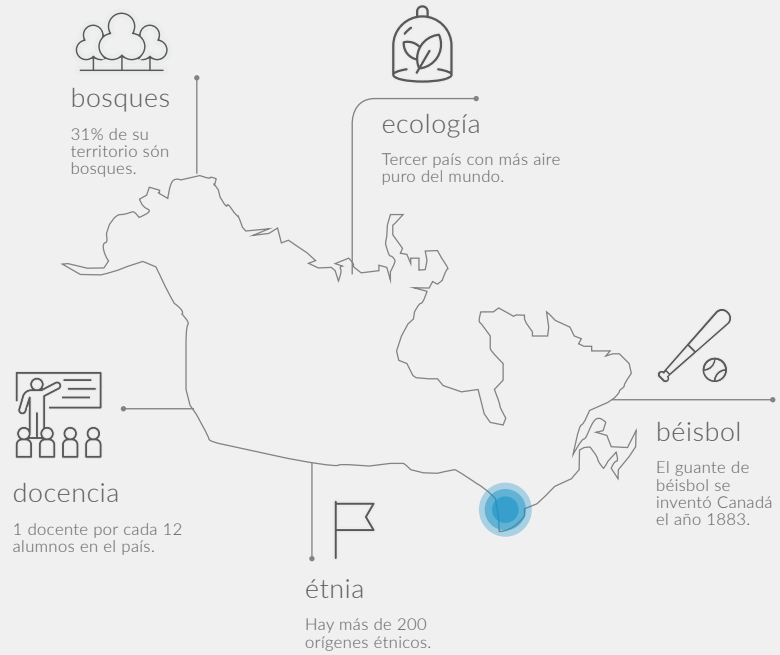 bosques
31% de su
territorio són
bosques.
ecología
Tercer país con más aire
puro del mundo.
béisbol
El guante de
béisbol se
inventó Canadá
el año 1883.
docencia
1 docente por cada 12
alumnos en el país.
étnia
Hay más de 200
orígenes étnicos.